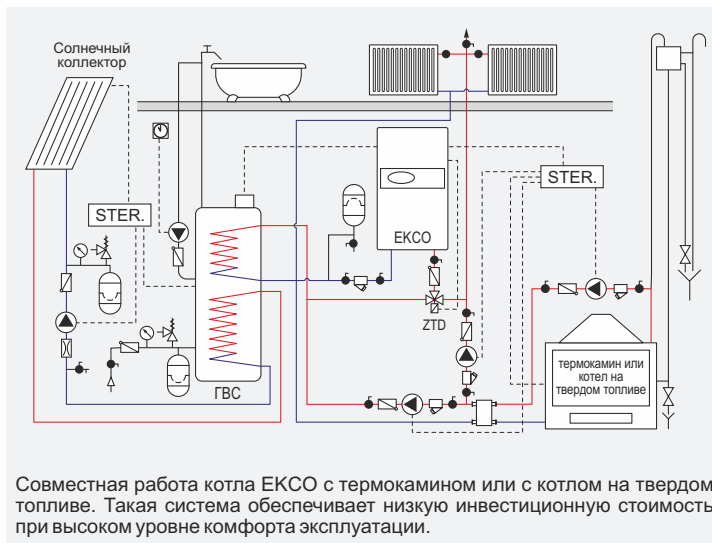 Солнечный
коллектор
STER.
EKCO
STER.
ZTD
ГВС
термокамин или
котел на
твердом топливе
Совместная работа котла EKCO с термокамином или с котлом на твердом
топливе. Такая система обеспечивает низкую инвестиционную стоимость
при высоком уровне комфорта эксплуатации.